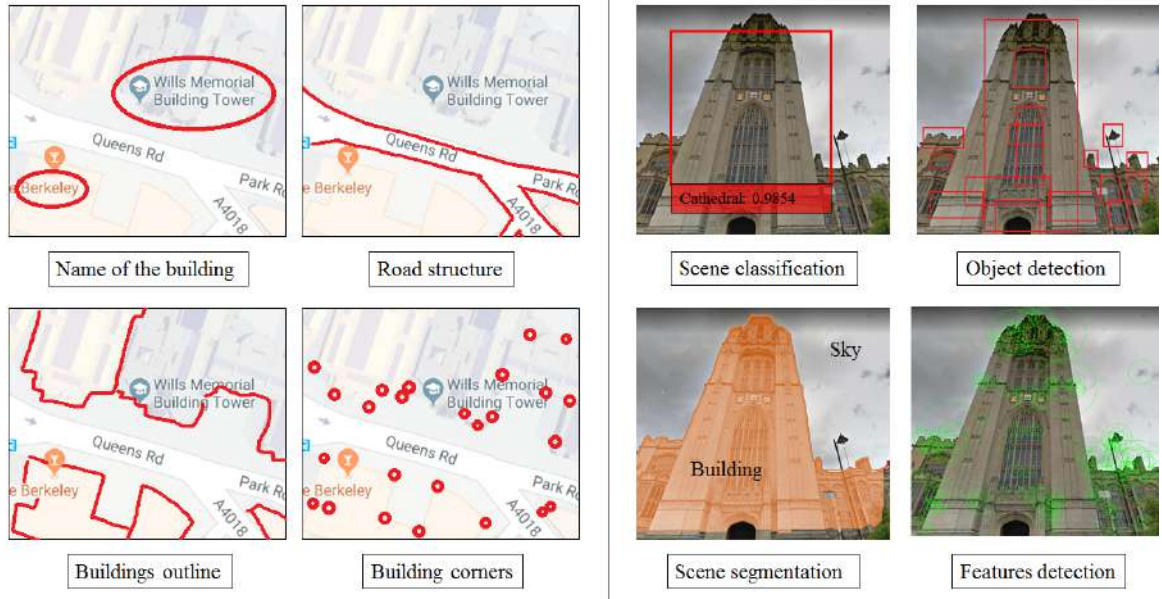 Wills Memorial
Building Tower
Queens Rd
e Berkeley
Park Ro
A4018
Name of the building
Wills Memorial
Building Tower
Queens Rd
e Berkeley
Park Ro
A4018
Road structure
Cathedral: 0.9854
Scene classification
Object detection
Wills Memorial
Building Tower
Queens Rd
e Berkeley
Park Ro
A4018
Buildings outline
Wills Memorial
Building Tower
Queens Rd
e Berkeley
Park Ro
A4018
Building corners
Sky
Building
Scene segmentation
Features detection